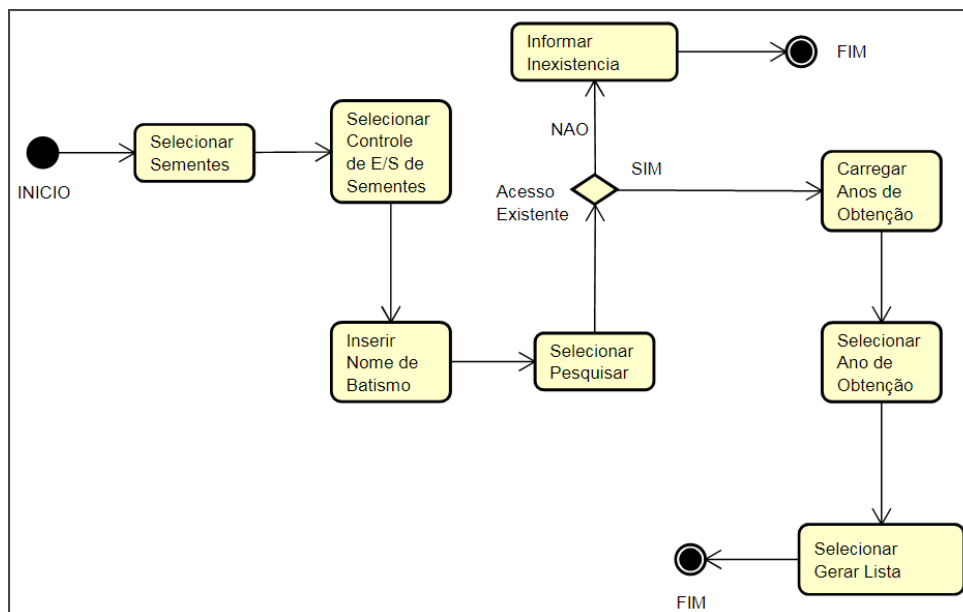 INICIO
Selecionar
Sementes
Selecionar
Controle
de E/S de
Sementes
Inserir
Nome de
Batismo
Selecionar
Pesquisar
Acesso
Existente
NAO
Informar
Inexistencia
FIM
SIM
Carregar
Anos de
Obtenção
Selecionar
Ano de
Obtenção
Selecionar
Gerar Lista
FIM